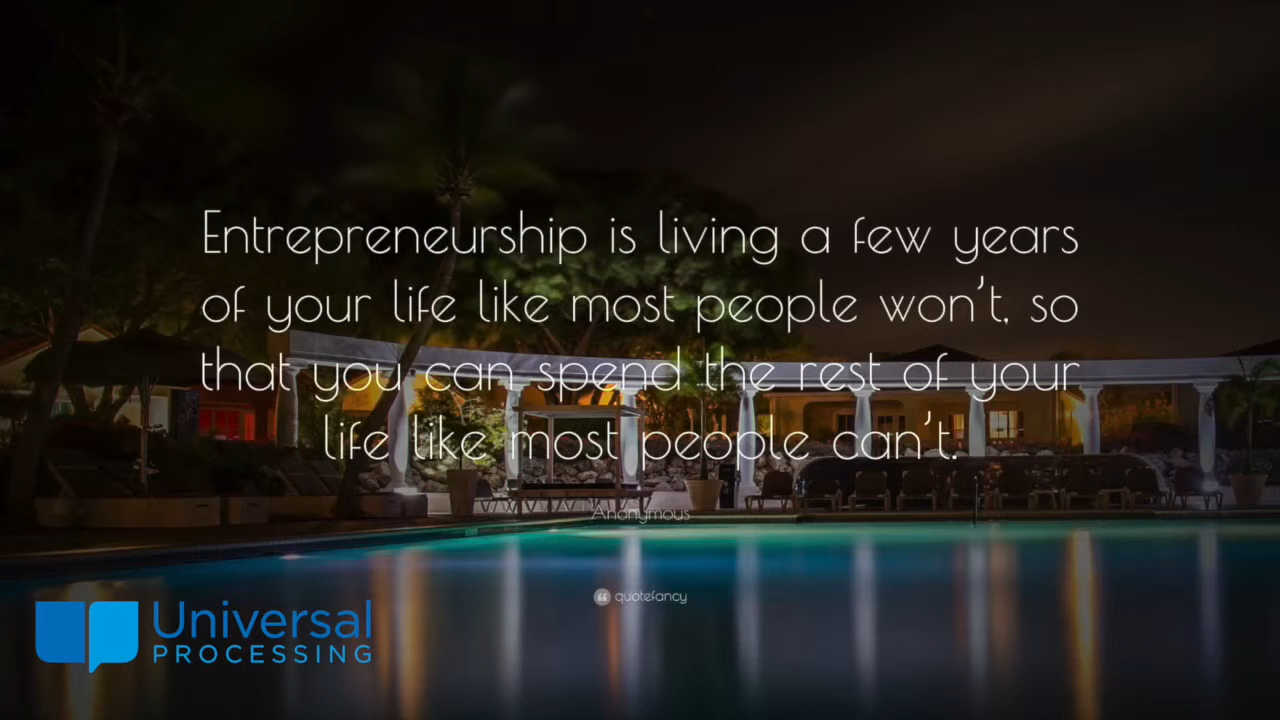 Entrepreneurship is living a few years
of your life like most people won't, so
that you can spend the rest of your
life like most people can't.
Anonymous
quotefancy
Universal
PROCESSING